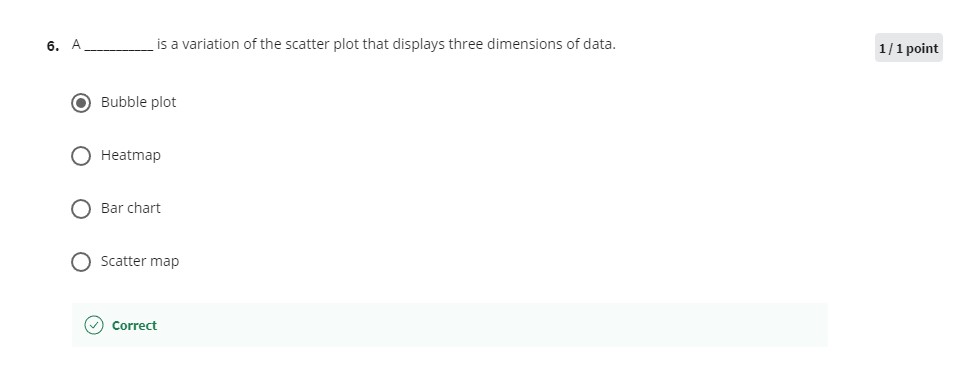 6. A ___________ is a variation of the scatter plot that displays three dimensions of data.
1 / 1 point
Bubble plot
Heatmap
Bar chart
Scatter map
Correct